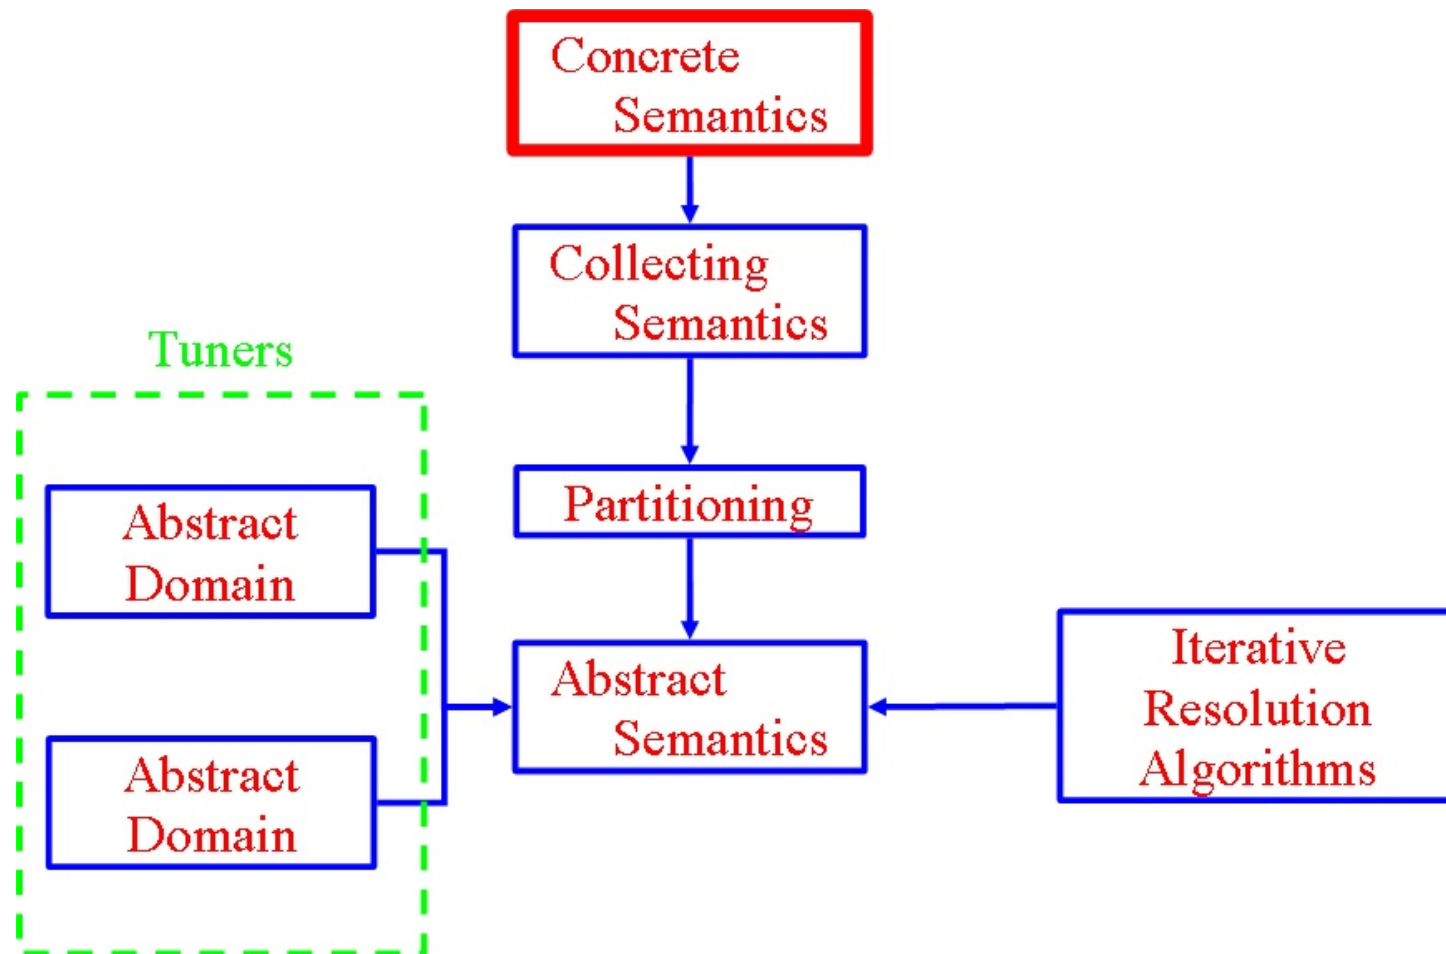 Concrete
Semantics
Collecting
Semantics
Tuners
Partitioning
Abstract
Domain
Abstract
Semantics
Iterative
Resolution
Algorithms
Abstract
Domain